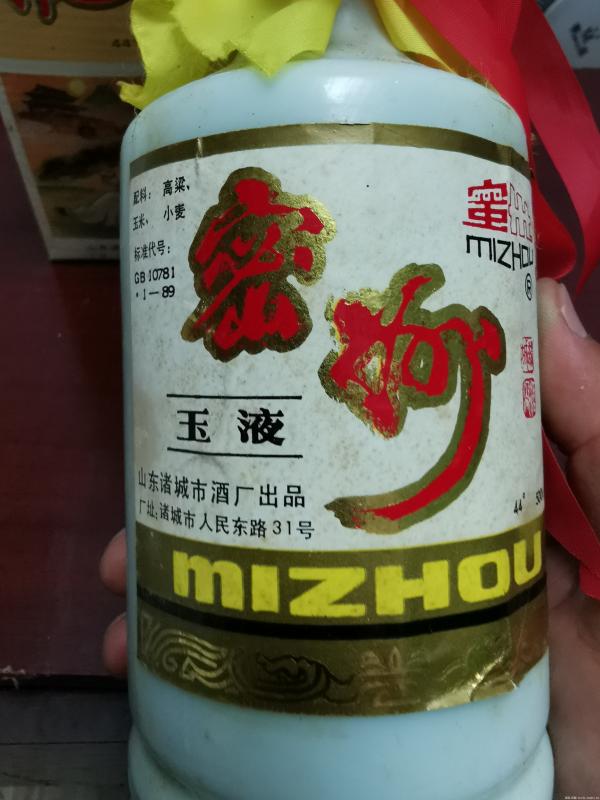 44°
配料: 高粱、
玉米、 小麦
标准代号:
GB 10781
·1—89
密州
MIZHOU
®
密州
玉液
山东诸城市酒厂出品
厂址:诸城市人民东路31号
44°
MIZHOU